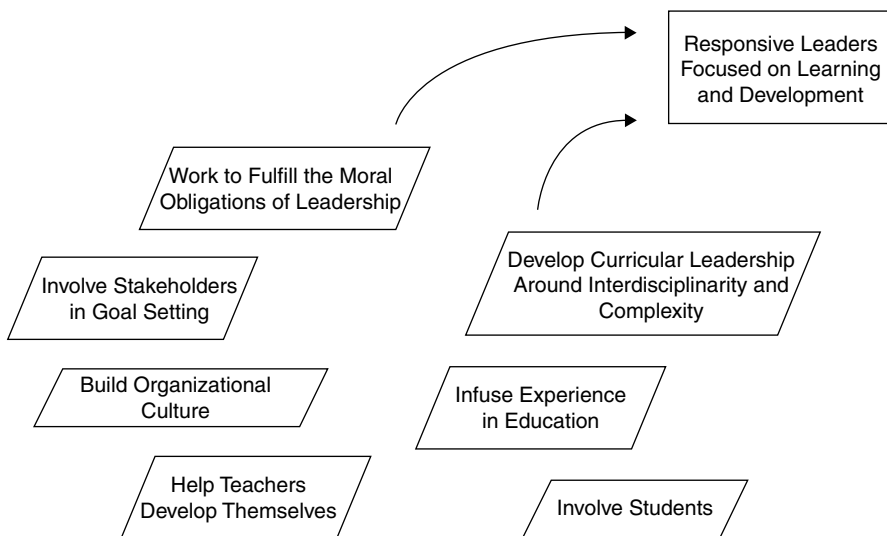 Responsive Leaders
Focused on Learning
and Development
Work to Fulfill the Moral
Obligations of Leadership
Develop Curricular Leadership
Around Interdisciplinarity and
Complexity
Involve Stakeholders
in Goal Setting
Build Organizational
Culture
Infuse Experience
in Education
Help Teachers
Develop Themselves
Involve Students